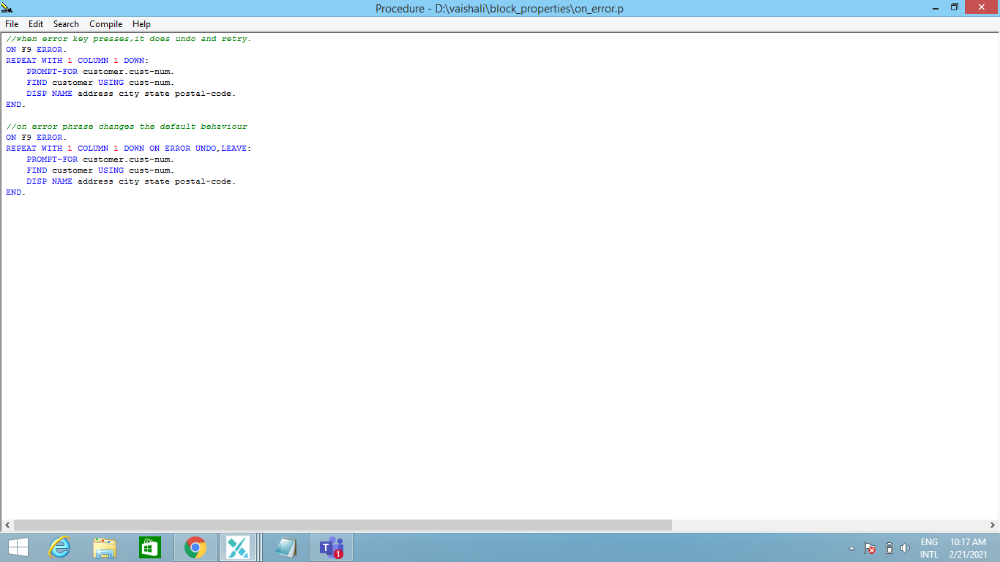 Procedure - D:\vaishali\block_properties\on_error.p
File Edit Search Compile Help
//when error key presses,it does undo and retry.
ON F9 ERROR.
REPEAT WITH 1 COLUMN 1 DOWN:
    PROMPT-FOR customer.cust-num.
    FIND customer USING cust-num.
    DISP NAME address city state postal-code.
END.

//on error phrase changes the default behaviour
ON F9 ERROR.
REPEAT WITH 1 COLUMN 1 DOWN ON ERROR UNDO,LEAVE:
    PROMPT-FOR customer.cust-num.
    FIND customer USING cust-num.
    DISP NAME address city state postal-code.
END.
T 1
ENG 10:17 AM
INTL 2/21/2021